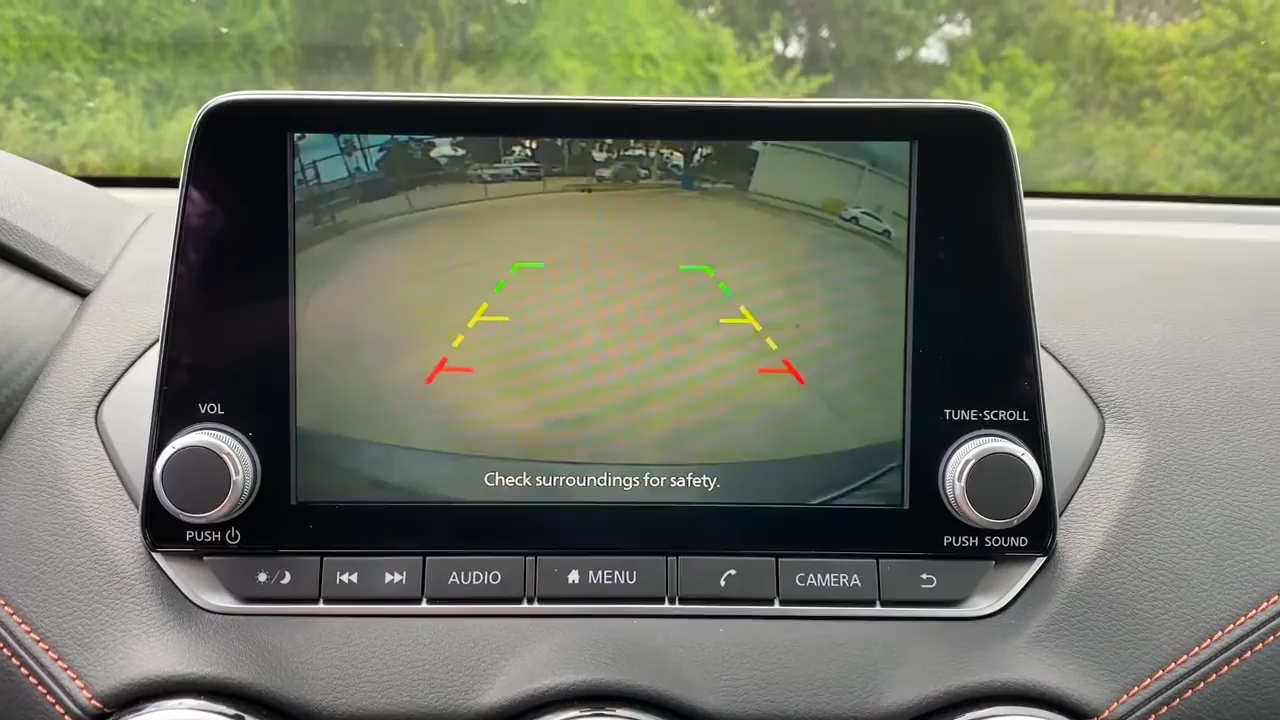 Check surroundings for safety.
VOL
TUNE·SCROLL
PUSH
PUSH SOUND
AUDIO
MENU
CAMERA